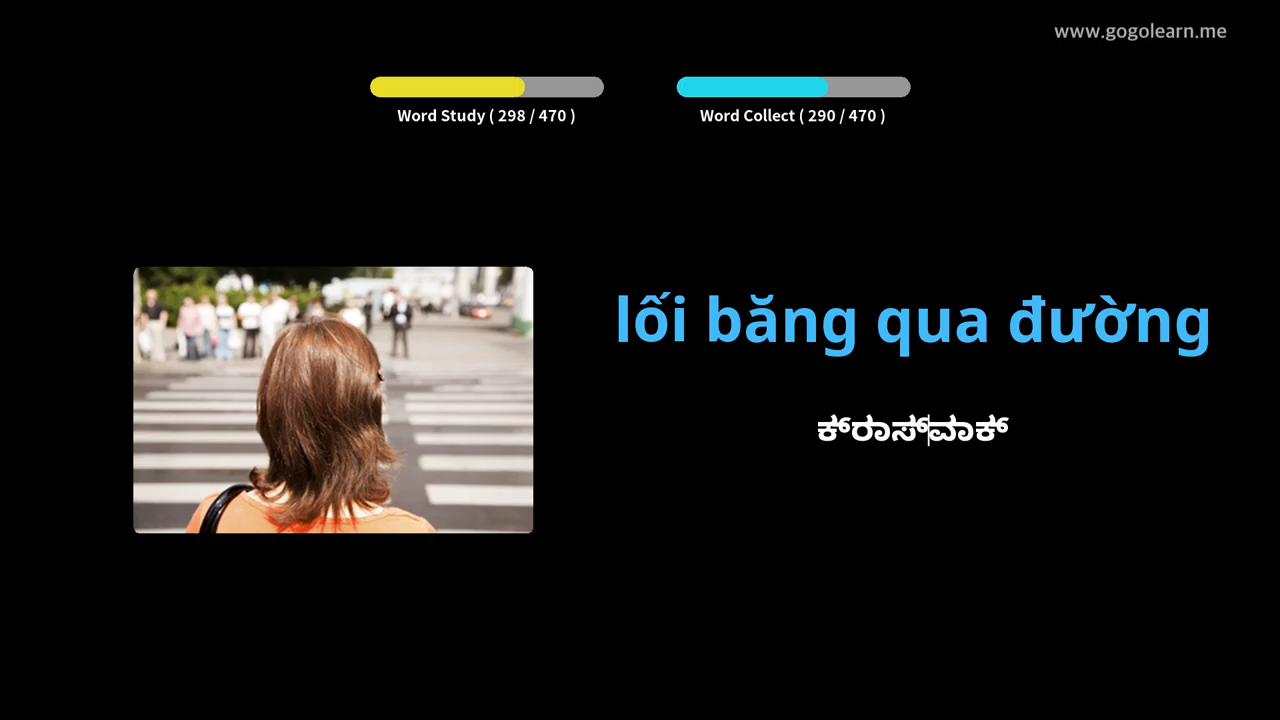 www.gogolearn.me
Word Study ( 298 / 470 )
Word Collect ( 290 / 470 )
lối băng qua đường
ಕ್‌ರಾಸ್‌ವಾಕ್